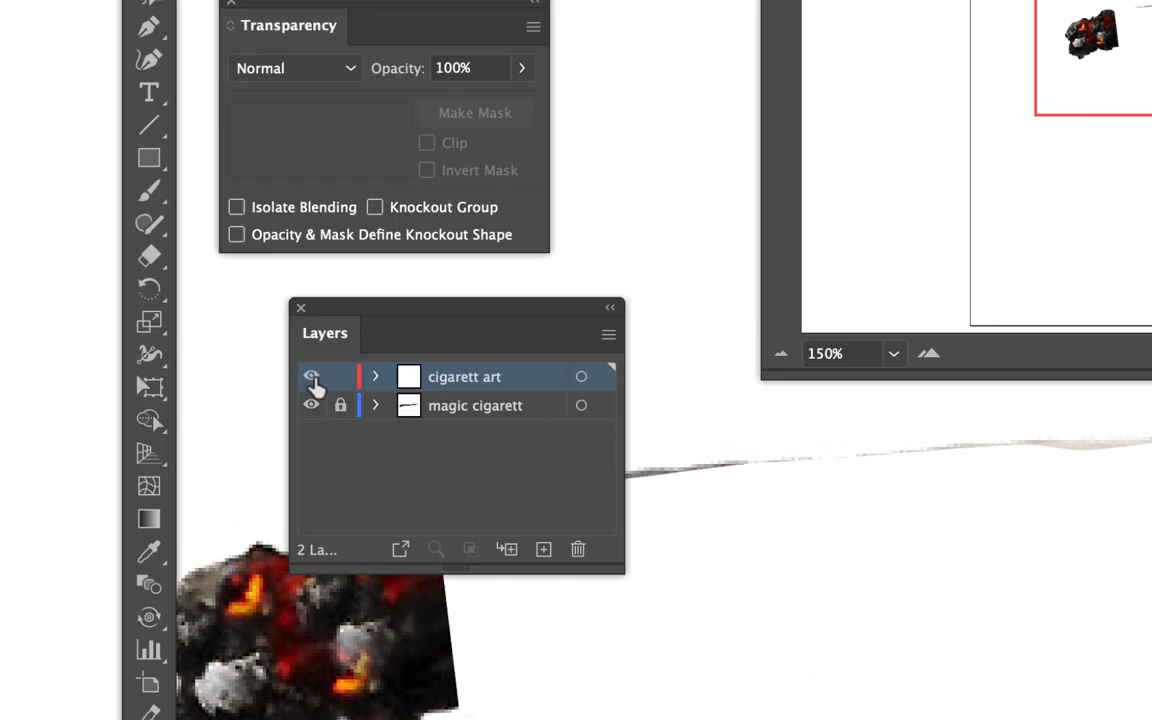 Transparency
Normal
Opacity: 100%
Make Mask
Clip
Invert Mask
Isolate Blending
Knockout Group
Opacity & Mask Define Knockout Shape
Layers
cigarett art
magic cigarett
2 La...
150%